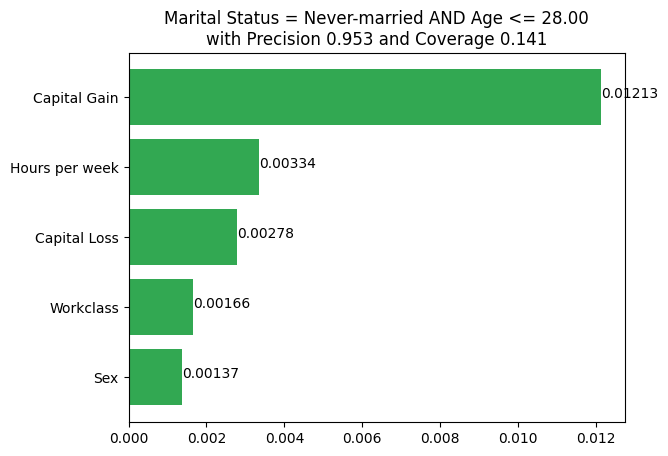 Marital Status = Never-married AND Age <= 28.00
with Precision 0.953 and Coverage 0.141
Capital Gain
0.01213
Hours per week
0.00334
Capital Loss
0.00278
Workclass
0.00166
Sex
0.00137
0.000 0.002 0.004 0.006 0.008 0.010 0.012